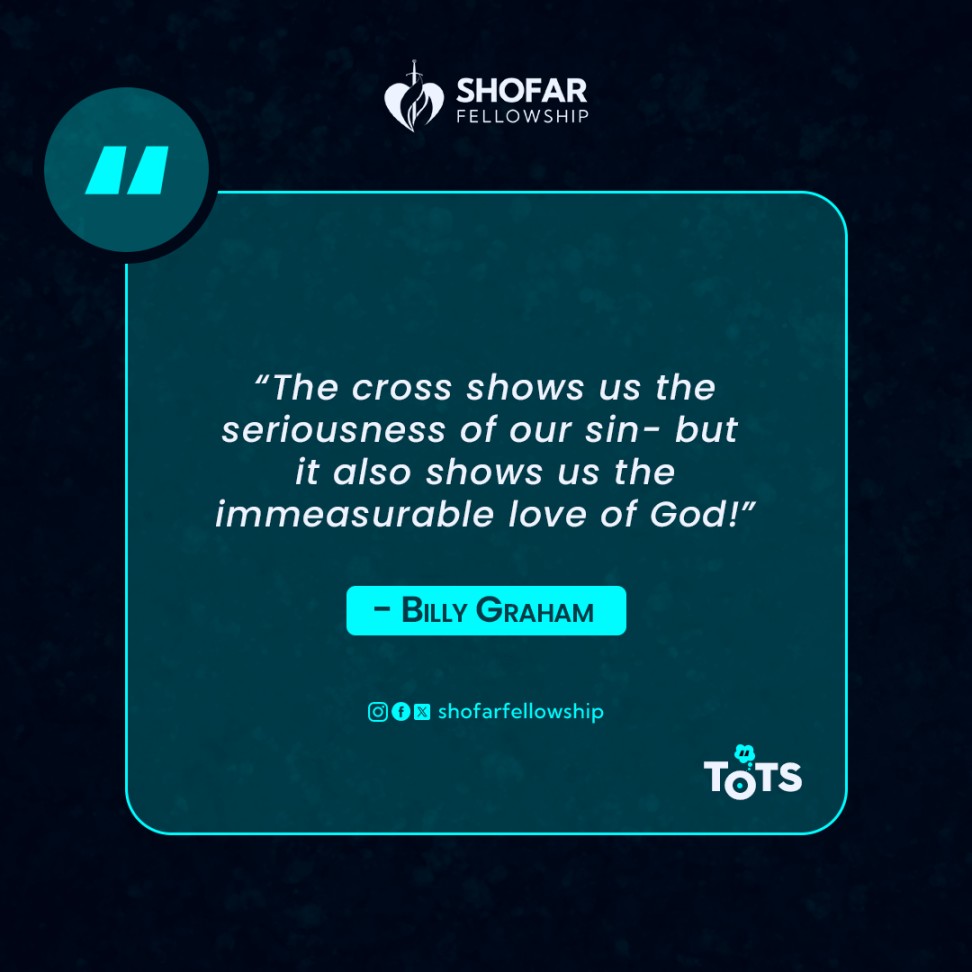 SHOFAR
FELLOWSHIP
“The cross shows us the
seriousness of our sin- but
it also shows us the
immeasurable love of God!”
- Billy Graham
shofarfellowship
TOTS